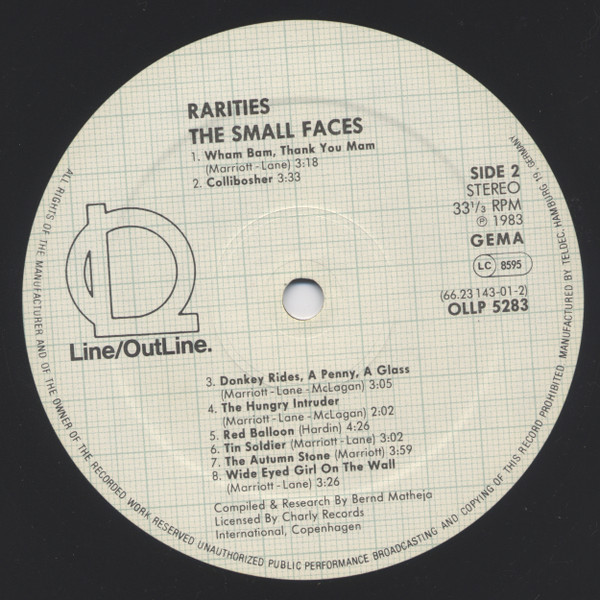 RARITIES
THE SMALL FACES
1. Wham Bam, Thank You Mam
(Marriott - Lane) 3:18
2. Collibosher 3:33
SIDE 2
STEREO
33 1/3 RPM
℗ 1983
GEMA
LC 8595
(66.23 143-01-2)
OLLP 5283
Line/OutLine.
3. Donkey Rides, A Penny, A Glass
(Marriott - Lane - McLagan) 3:05
4. The Hungry Intruder
(Marriott - Lane - McLagan) 2:02
5. Red Balloon (Hardin) 4:26
6. Tin Soldier (Marriott - Lane) 3:02
7. The Autumn Stone (Marriott) 3:59
8. Wide Eyed Girl On The Wall
(Marriott - Lane) 3:26
Compiled & Research By Bernd Matheja
Licensed By Charly Records
International, Copenhagen
ALL RIGHTS OF THE MANUFACTURER AND OF THE OWNER OF THE RECORDED WORK RESERVED UNAUTHORIZED PUBLIC PERFORMANCE BROADCASTING AND COPYING OF THIS RECORD PROHIBITED. MANUFACTURED BY TELDEC, HAMBURG 19, GERMANY